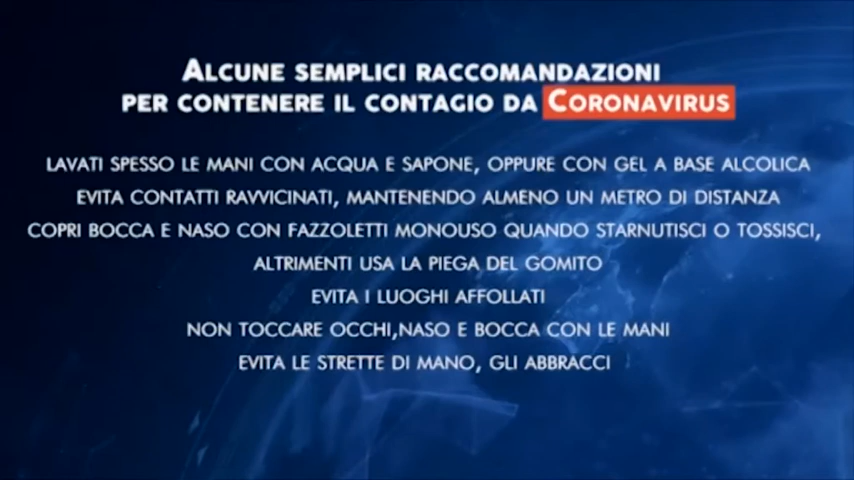 Alcune semplici raccomandazioni
per contenere il contagio da Coronavirus
LAVATI SPESSO LE MANI CON ACQUA E SAPONE, OPPURE CON GEL A BASE ALCOLICA
EVITA CONTATTI RAVVICINATI, MANTENENDO ALMENO UN METRO DI DISTANZA
COPRI BOCCA E NASO CON FAZZOLETTI MONOUSO QUANDO STARNUTISCI O TOSSISCI,
ALTRIMENTI USA LA PIEGA DEL GOMITO
EVITA I LUOGHI AFFOLLATI
NON TOCCARE OCCHI,NASO E BOCCA CON LE MANI
EVITA LE STRETTE DI MANO, GLI ABBRACCI